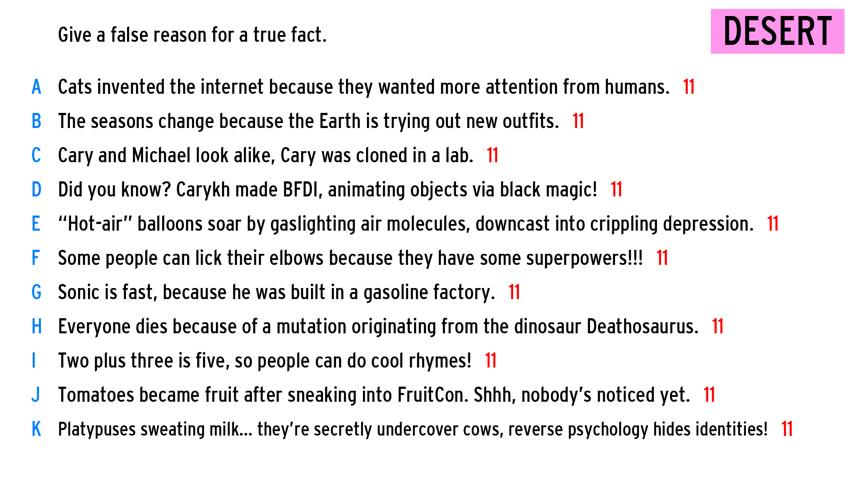 Give a false reason for a true fact.
DESERT
A Cats invented the internet because they wanted more attention from humans. 11
B The seasons change because the Earth is trying out new outfits. 11
C Cary and Michael look alike, Cary was cloned in a lab. 11
D Did you know? Carykh made BFDI, animating objects via black magic! 11
E “Hot-air” balloons soar by gaslighting air molecules, downcast into crippling depression. 11
F Some people can lick their elbows because they have some superpowers!!! 11
G Sonic is fast, because he was built in a gasoline factory. 11
H Everyone dies because of a mutation originating from the dinosaur Deathosaurus. 11
I Two plus three is five, so people can do cool rhymes! 11
J Tomatoes became fruit after sneaking into FruitCon. Shhh, nobody’s noticed yet. 11
K Platypuses sweating milk... they’re secretly undercover cows, reverse psychology hides identities! 11